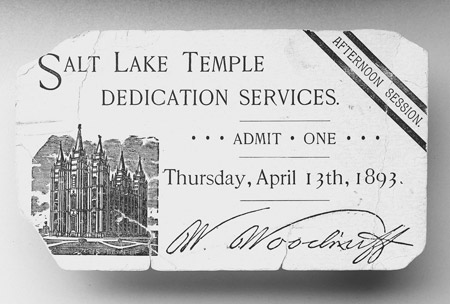 SALT LAKE TEMPLE
DEDICATION SERVICES.
AFTERNOON SESSION.
··· ADMIT · ONE ···
Thursday, April 13th, 1893.
W. Woodruff